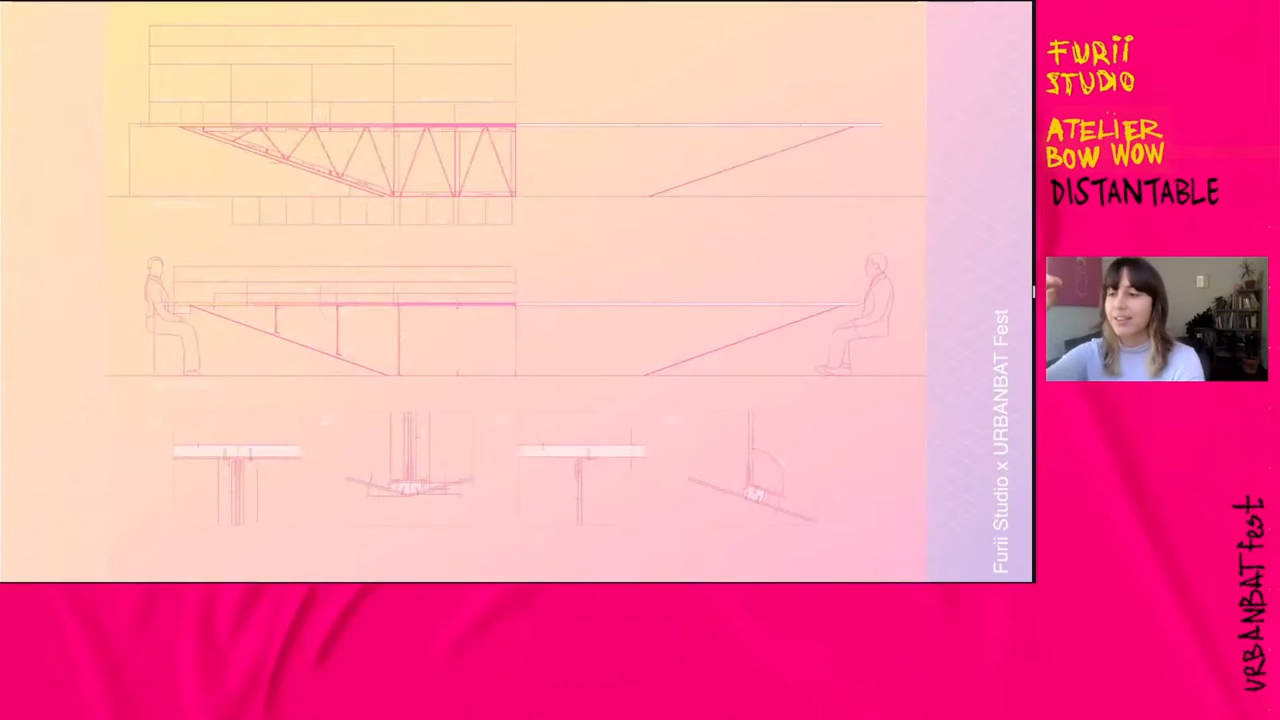 FURII
STUDIO
ATELIER
BOW WOW
DISTANTABLE
Furii Studio x URBANBAT Fest
URBANBAT fest